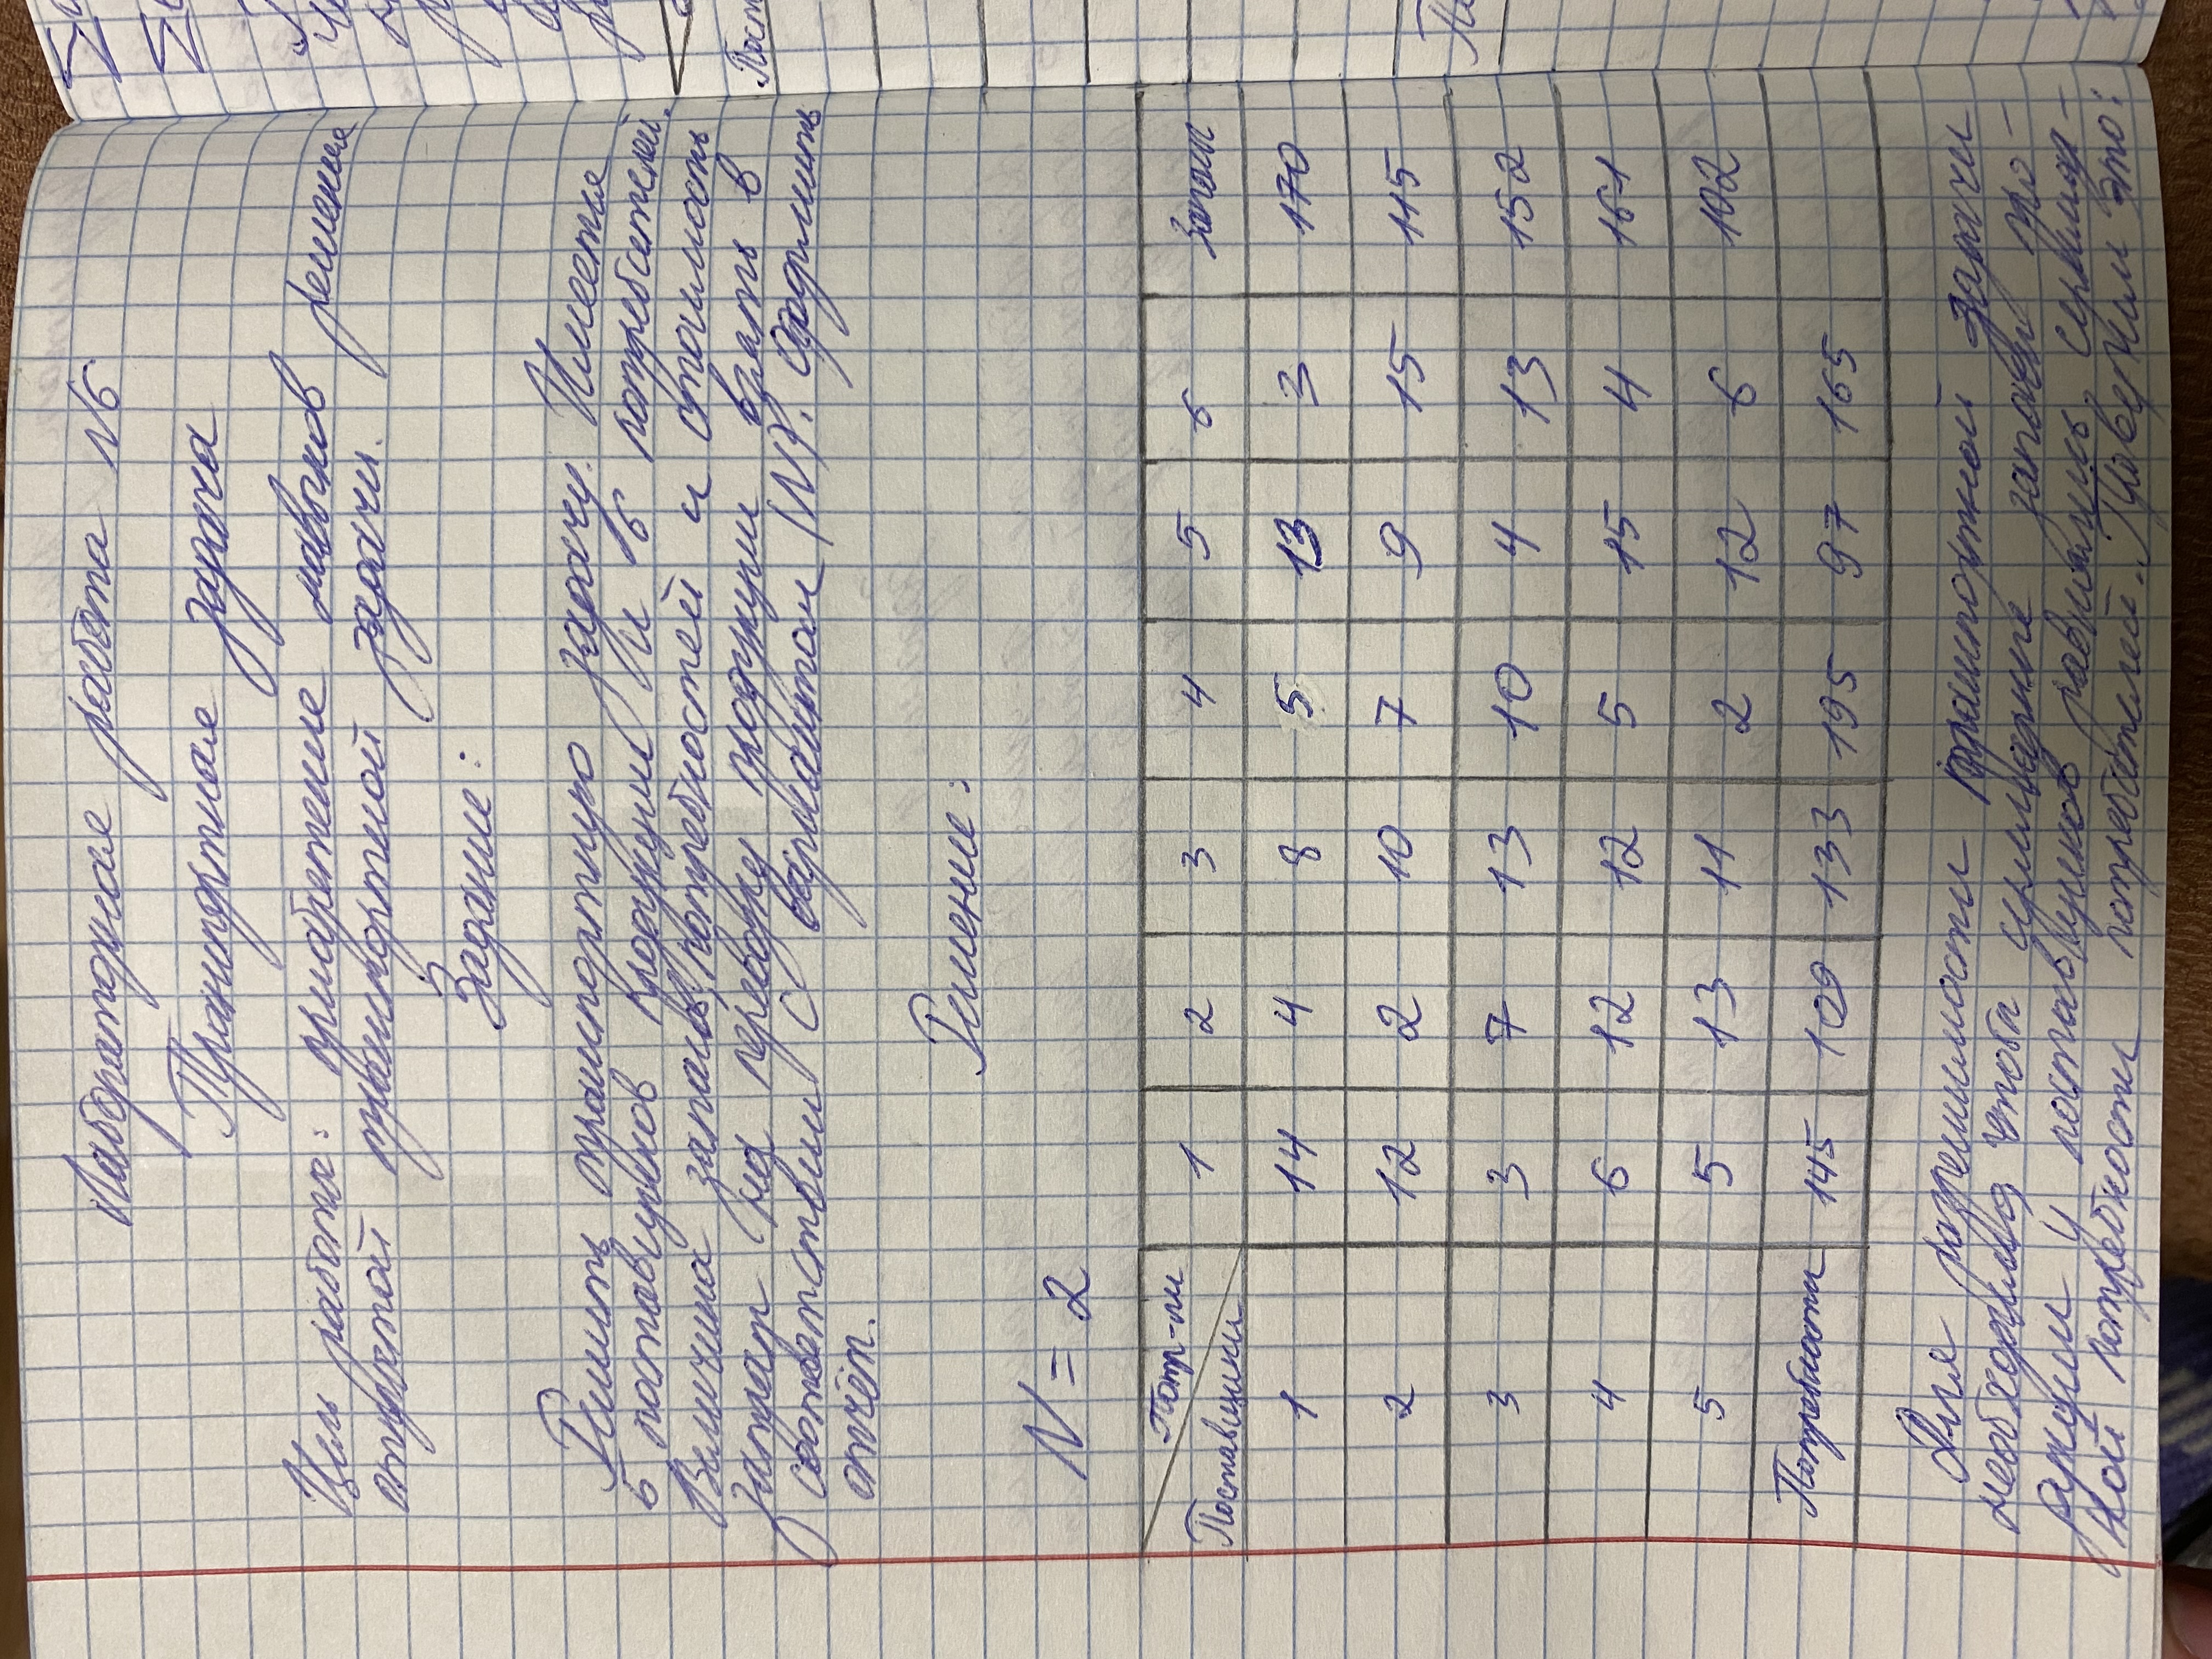 Лабораторная работа №6
Транспортная задача
Цель работы: приобретение навыков решения
открытой транспортной задачи.
Задание:
Решить транспортную задачу. Имеется
5 поставщиков продукции и 6 потребителей.
Величина запасов, потребностей и стоимость
затрат на перевозку продукции взять в
соответствии с вариантом (N). Оформить
отчёт.
Решение:
N = 2
Потр-ли
Поставщики 1 2 3 4 5 6 Запасы
1 14 4 8 5 13 3 170
2 12 2 10 7 9 15 115
3 3 7 13 10 4 13 152
4 6 12 12 5 15 4 161
5 5 13 11 2 12 6 102
Потребности 145 109 133 195 97 165
Для разрешимости транспортной задачи
необходимо, чтобы суммарные запасы про-
дукции у поставщиков равнялись суммар-
ной потребности потребителей. Проверим это: